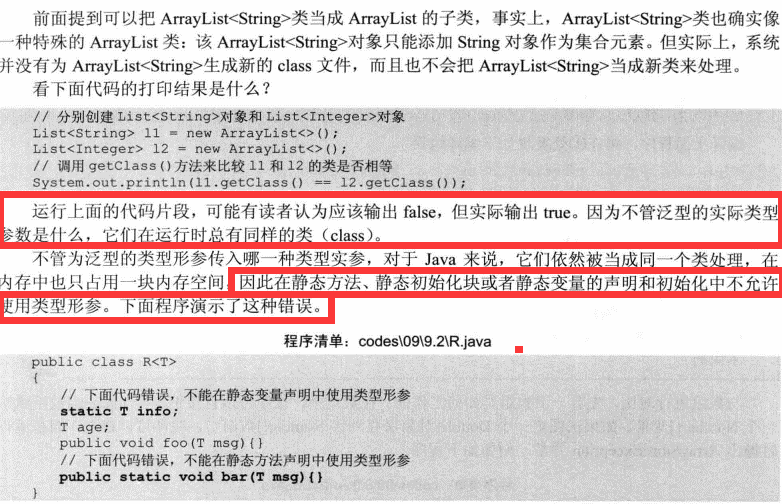 前面提到可以把 ArrayList<String>类当成 ArrayList 的子类，事实上，ArrayList<String>类也确实像
一种特殊的 ArrayList 类：该 ArrayList<String>对象只能添加 String 对象作为集合元素。但实际上，系统
并没有为 ArrayList<String>生成新的 class 文件，而且也不会把 ArrayList<String>当成新类来处理。
看下面代码的打印结果是什么？
// 分别创建 List<String>对象和 List<Integer>对象
List<String> l1 = new ArrayList<>();
List<Integer> l2 = new ArrayList<>();
// 调用 getClass()方法来比较 l1 和 l2 的类是否相等
System.out.println(l1.getClass() == l2.getClass());
运行上面的代码片段，可能有读者认为应该输出 false，但实际输出 true。因为不管泛型的实际类型
参数是什么，它们在运行时总有同样的类（class）。
不管为泛型的类型形参传入哪一种类型实参，对于 Java 来说，它们依然被当成同一个类处理，在
内存中也只占用一块内存空间，因此在静态方法、静态初始化块或者静态变量的声明和初始化中不允许
使用类型形参。下面程序演示了这种错误。
程序清单：codes\09\9.2\R.java
public class R<T>
{
// 下面代码错误，不能在静态变量声明中使用类型形参
static T info;
T age;
public void foo(T msg){}
// 下面代码错误，不能在静态方法声明中使用类型形参
public static void bar(T msg){}
}